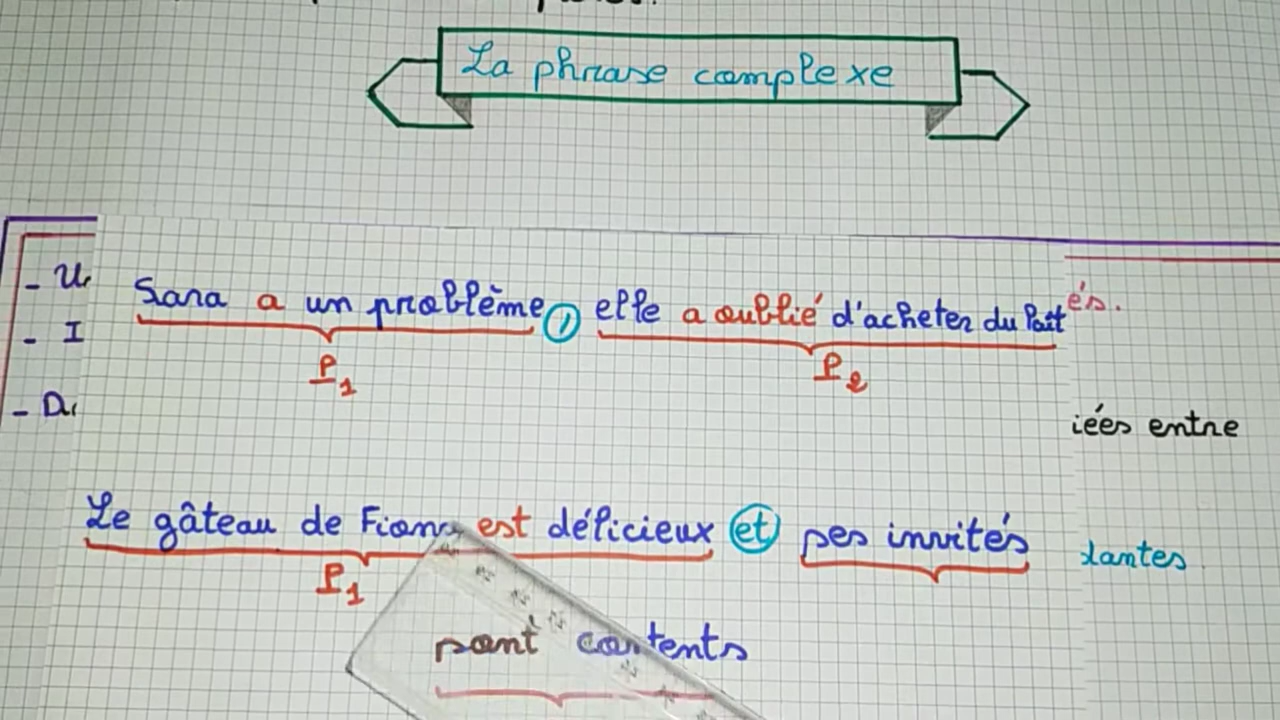 La phrase complexe
- U
Sara a un problème, elle a oublié d'acheter du lait
és.
- I
P1 P2
- D
iées entre
Le gâteau de Fiona est délicieux et ses invités
lantes
P1
sont contents